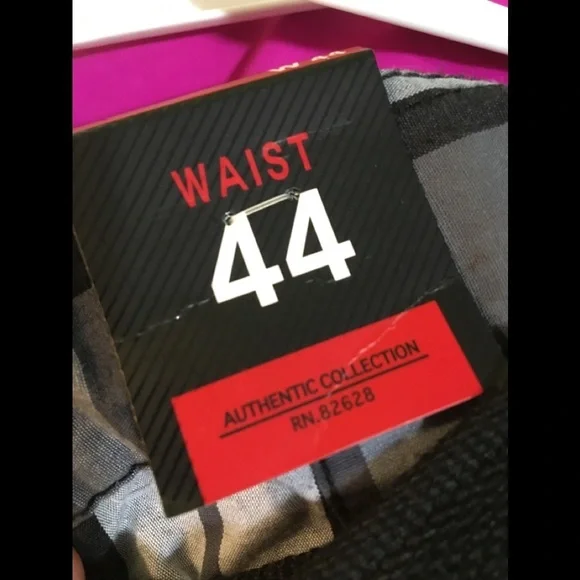 WAIST
44
AUTHENTIC COLLECTION
RN.82628